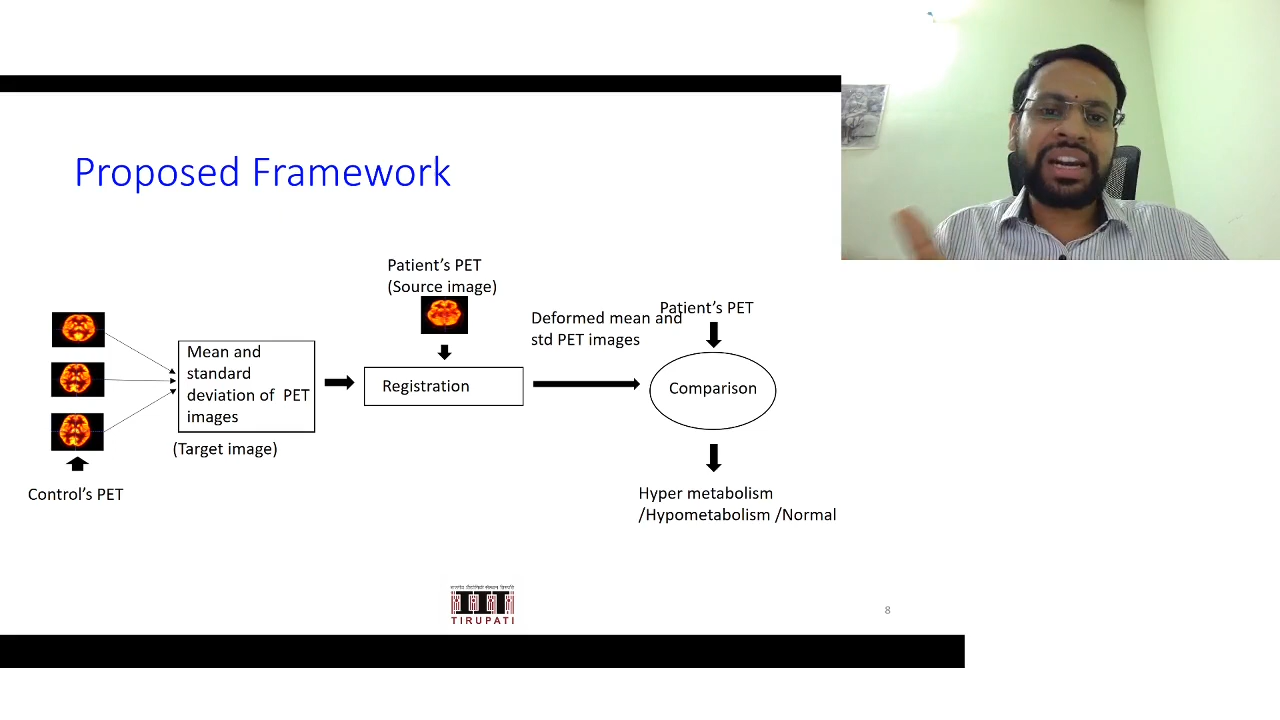 Proposed Framework
Patient's PET
(Source image)
Patient's PET
Deformed mean and
std PET images
Mean and
standard
deviation of PET
images
Registration
Comparison
(Target image)
Control's PET
Hyper metabolism
/Hypometabolism /Normal
TIRUPATI
8